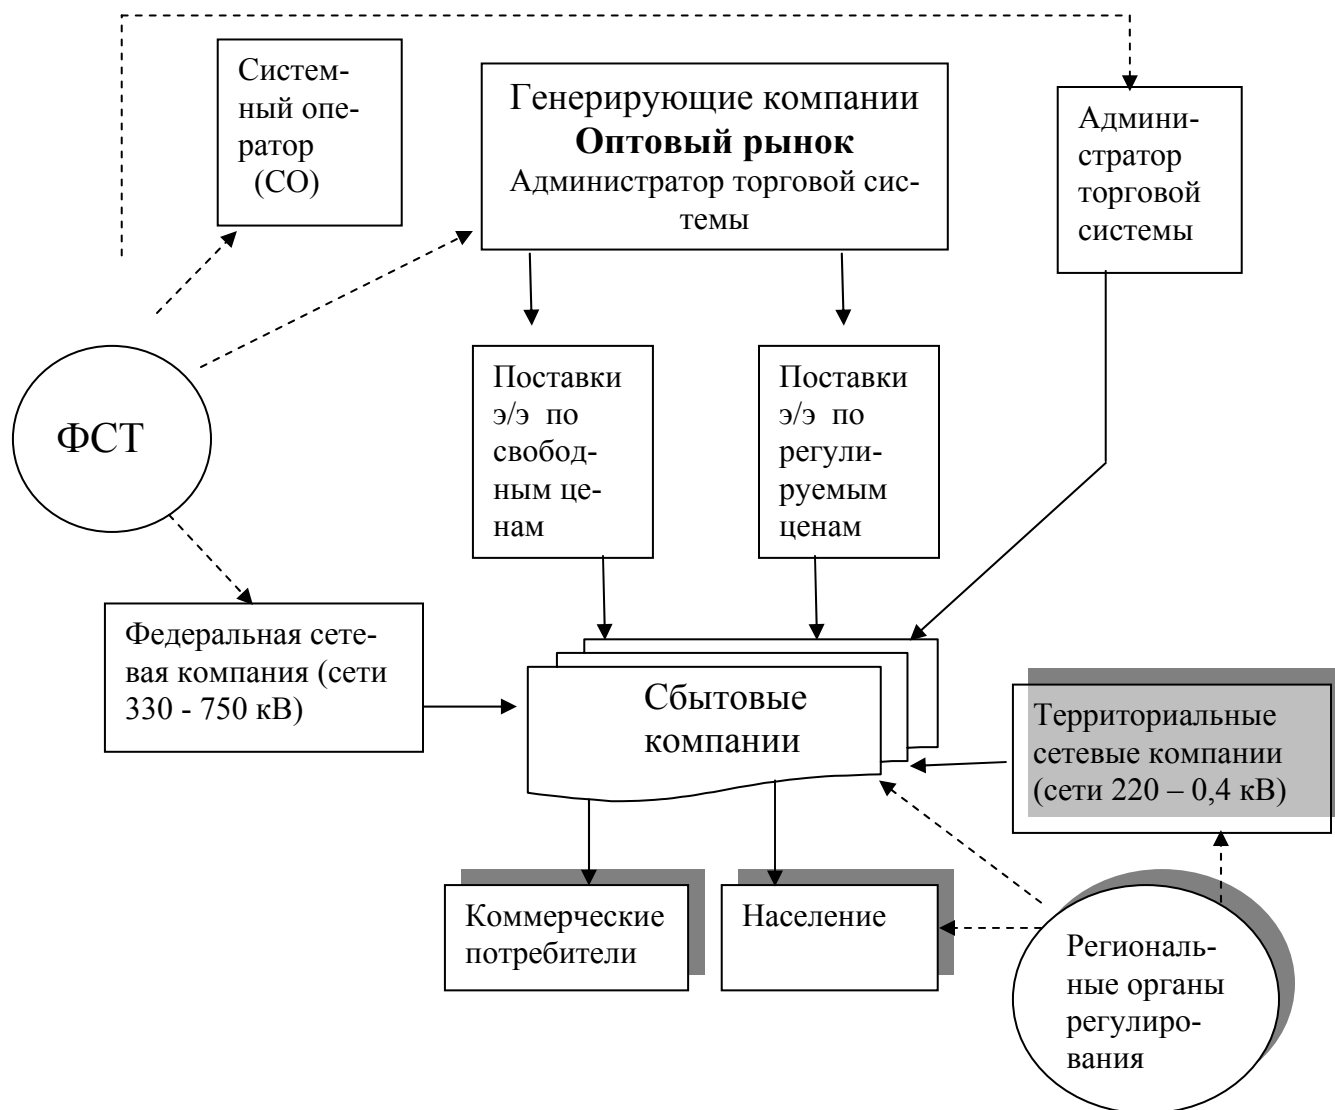 Систем-
ный опе-
ратор
(СО)
Генерирующие компании
Оптовый рынок
Администратор торговой сис-
темы
Админи-
стратор
торговой
системы
ФСТ
Поставки
э/э по
свобод-
ным це-
нам
Поставки
э/э по
регули-
руемым
ценам
Федеральная сете-
вая компания (сети
330 - 750 кВ)
Сбытовые
компании
Территориальные
сетевые компании
(сети 220 – 0,4 кВ)
Коммерческие
потребители
Население
Региональ-
ные органы
регулиро-
вания